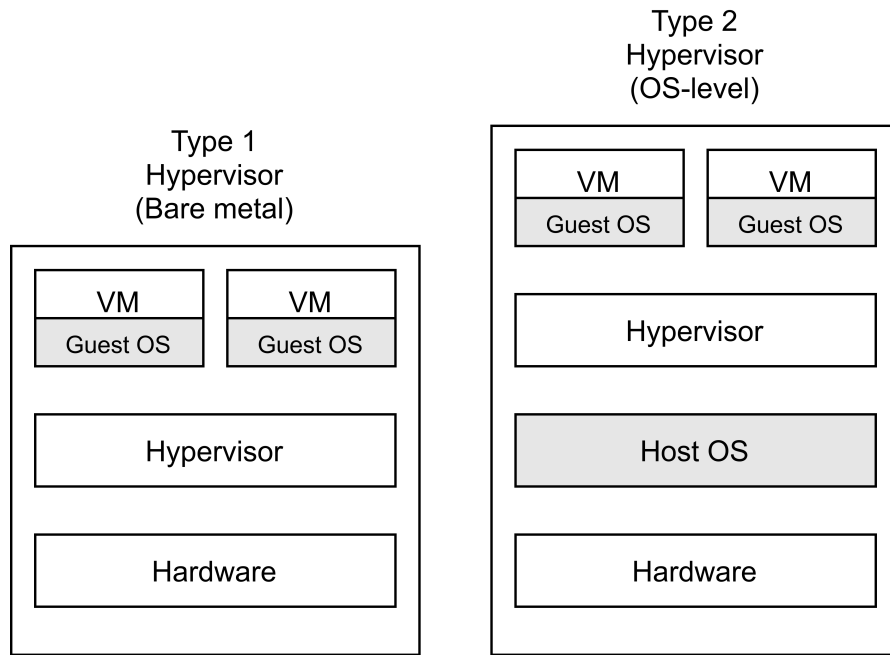 Type 1
Hypervisor
(Bare metal)
VM
VM
Guest OS
Guest OS
Hypervisor
Hardware
Type 2
Hypervisor
(OS-level)
VM
VM
Guest OS
Guest OS
Hypervisor
Host OS
Hardware